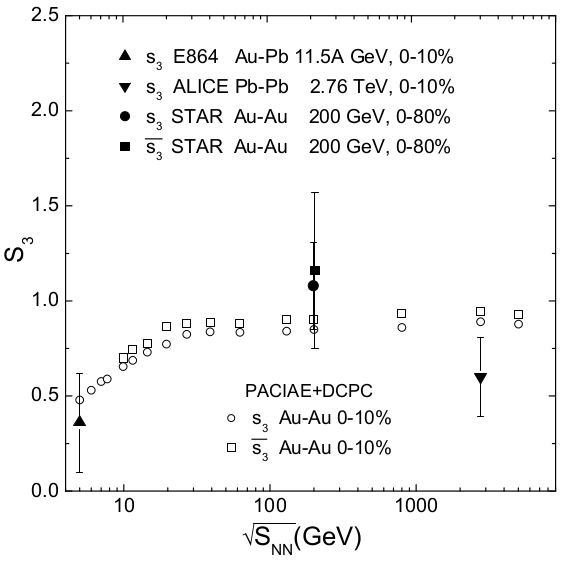 2.5
2.0
1.5
1.0
0.5
0.0
S3
s3 E864 Au-Pb 11.5A GeV, 0-10%
s3 ALICE Pb-Pb 2.76 TeV, 0-10%
s3 STAR Au-Au 200 GeV, 0-80%
s̅3 STAR Au-Au 200 GeV, 0-80%
PACIAE+DCPC
s3 Au-Au 0-10%
s̅3 Au-Au 0-10%
10 100 1000
√SNN(GeV)